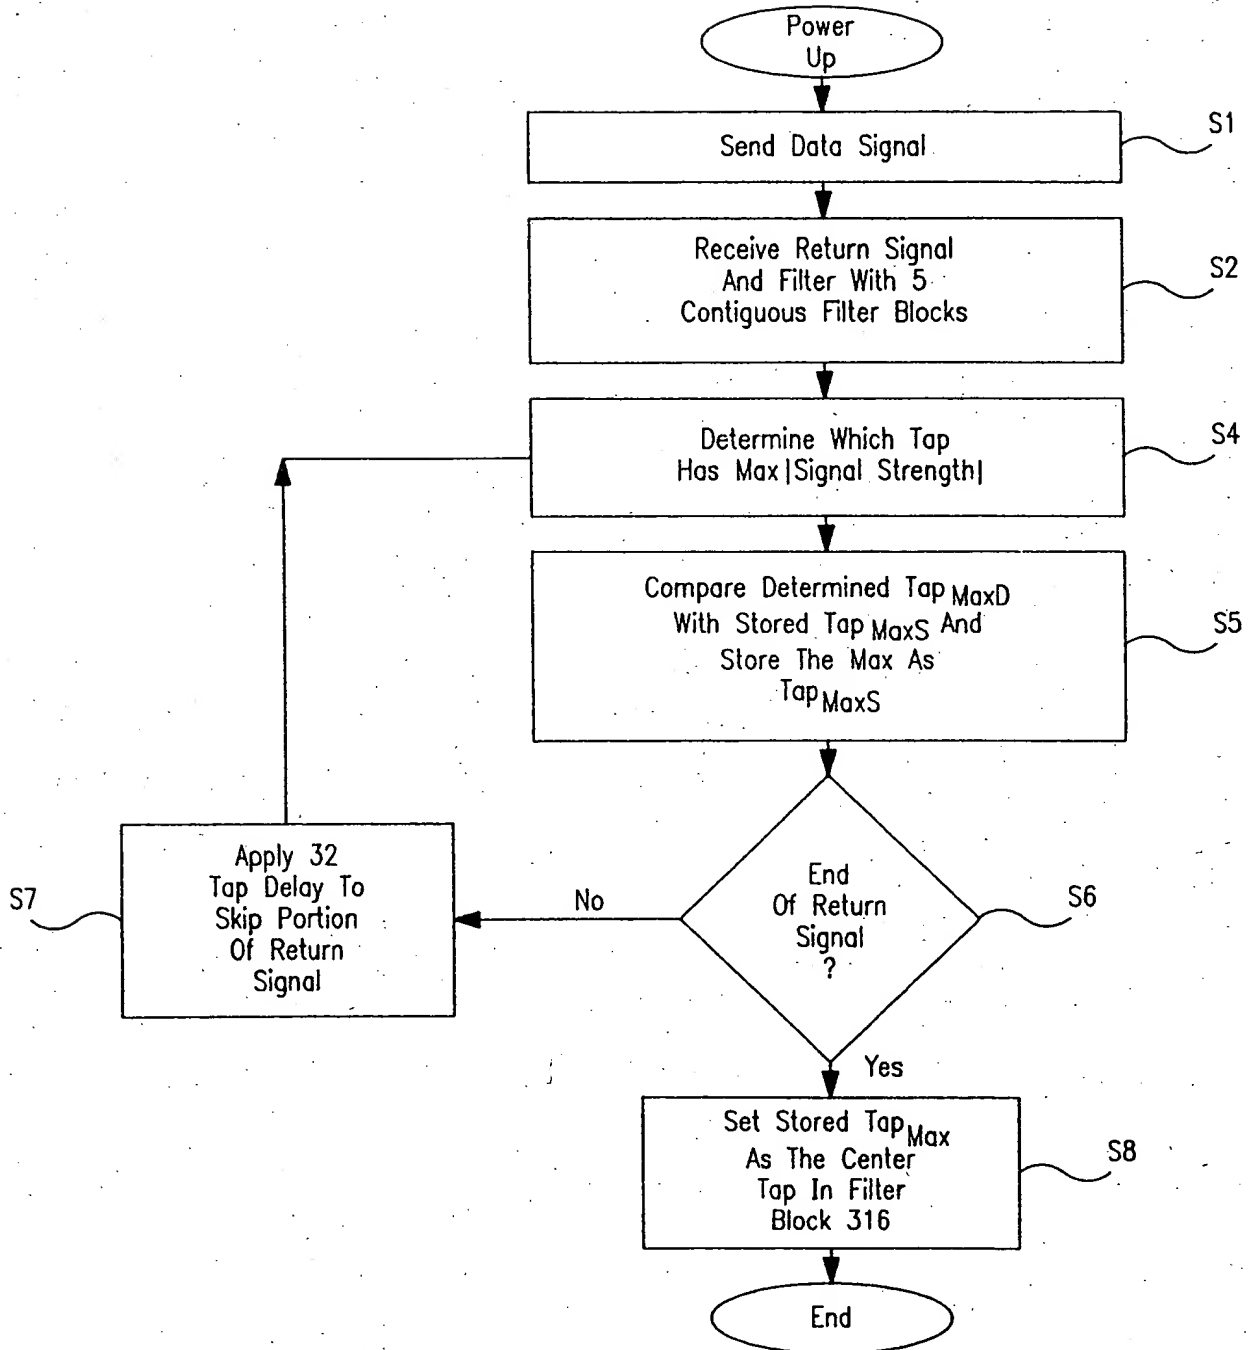 Power
Up
Send Data Signal
S1
Receive Return Signal
And Filter With 5
Contiguous Filter Blocks
S2
Determine Which Tap
Has Max |Signal Strength|
S4
Compare Determined Tap MaxD
With Stored Tap MaxS And
Store The Max As
Tap MaxS
S5
End
Of Return
Signal
?
S6
No
Apply 32
Tap Delay To
Skip Portion
Of Return
Signal
S7
Yes
Set Stored Tap Max
As The Center
Tap In Filter
Block 316
S8
End